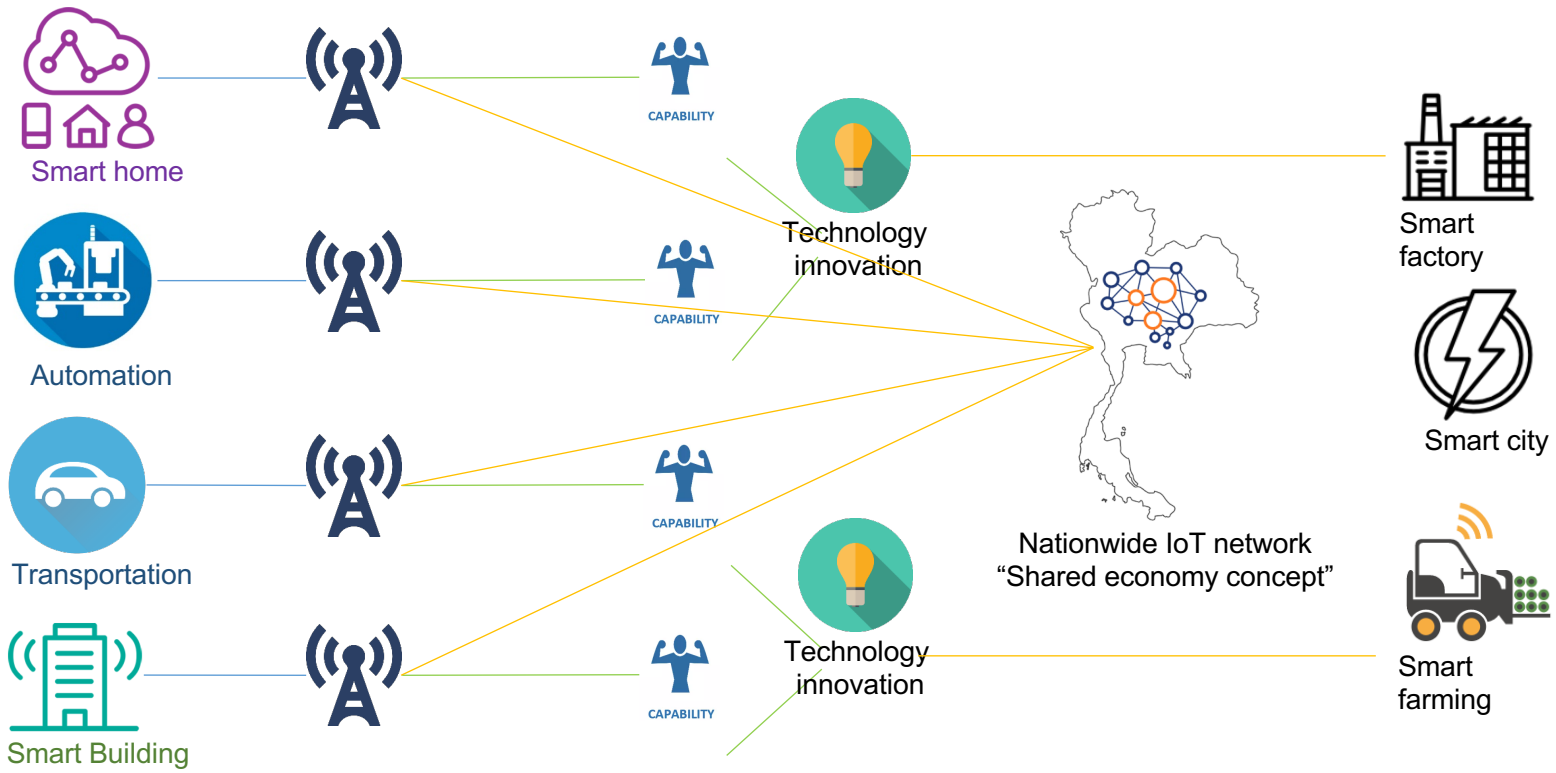 Smart home
CAPABILITY
Technology
innovation
Smart
factory
Automation
CAPABILITY
Smart city
Transportation
CAPABILITY
Nationwide IoT network
“Shared economy concept”
Smart Building
CAPABILITY
Technology
innovation
Smart
farming